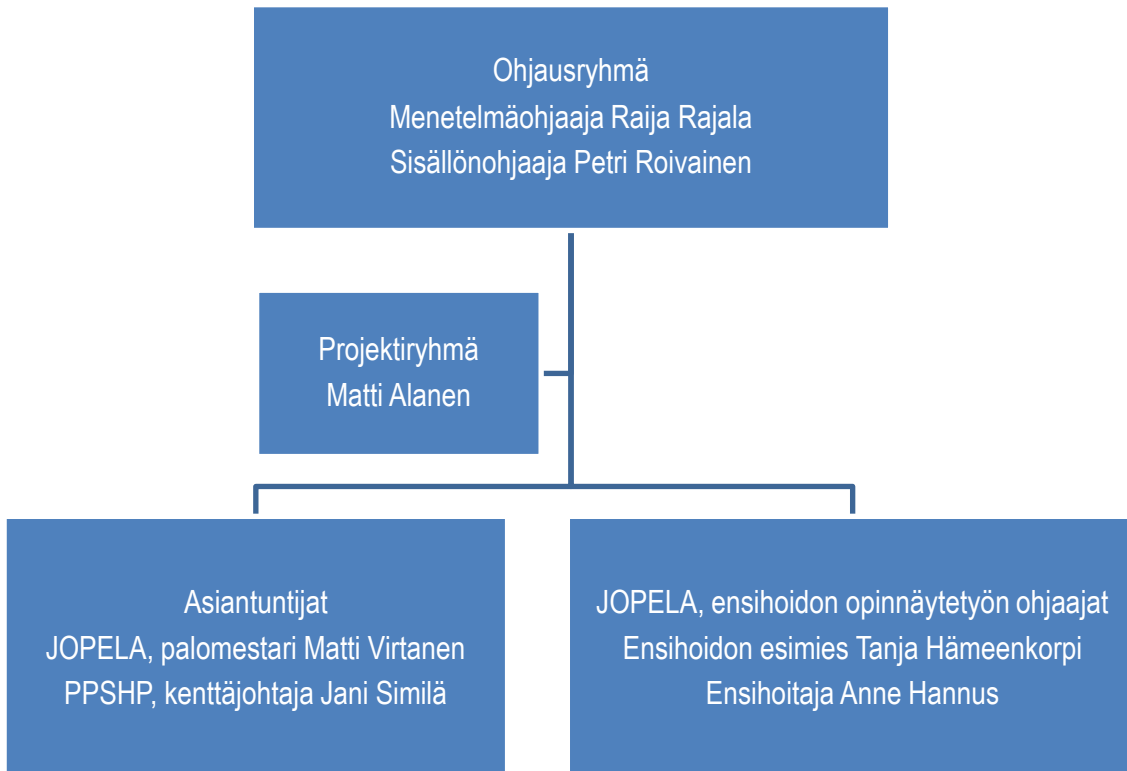 Ohjausryhmä
Menetelmäohjaaja Raija Rajala
Sisällönohjaaja Petri Roivainen
Projektiryhmä
Matti Alanen
Asiantuntijat
JOPELA, palomestari Matti Virtanen
PPSHP, kenttäjohtaja Jani Similä
JOPELA, ensihoidon opinnäytetyön ohjaajat
Ensihoidon esimies Tanja Hämeenkorpi
Ensihoitaja Anne Hannus